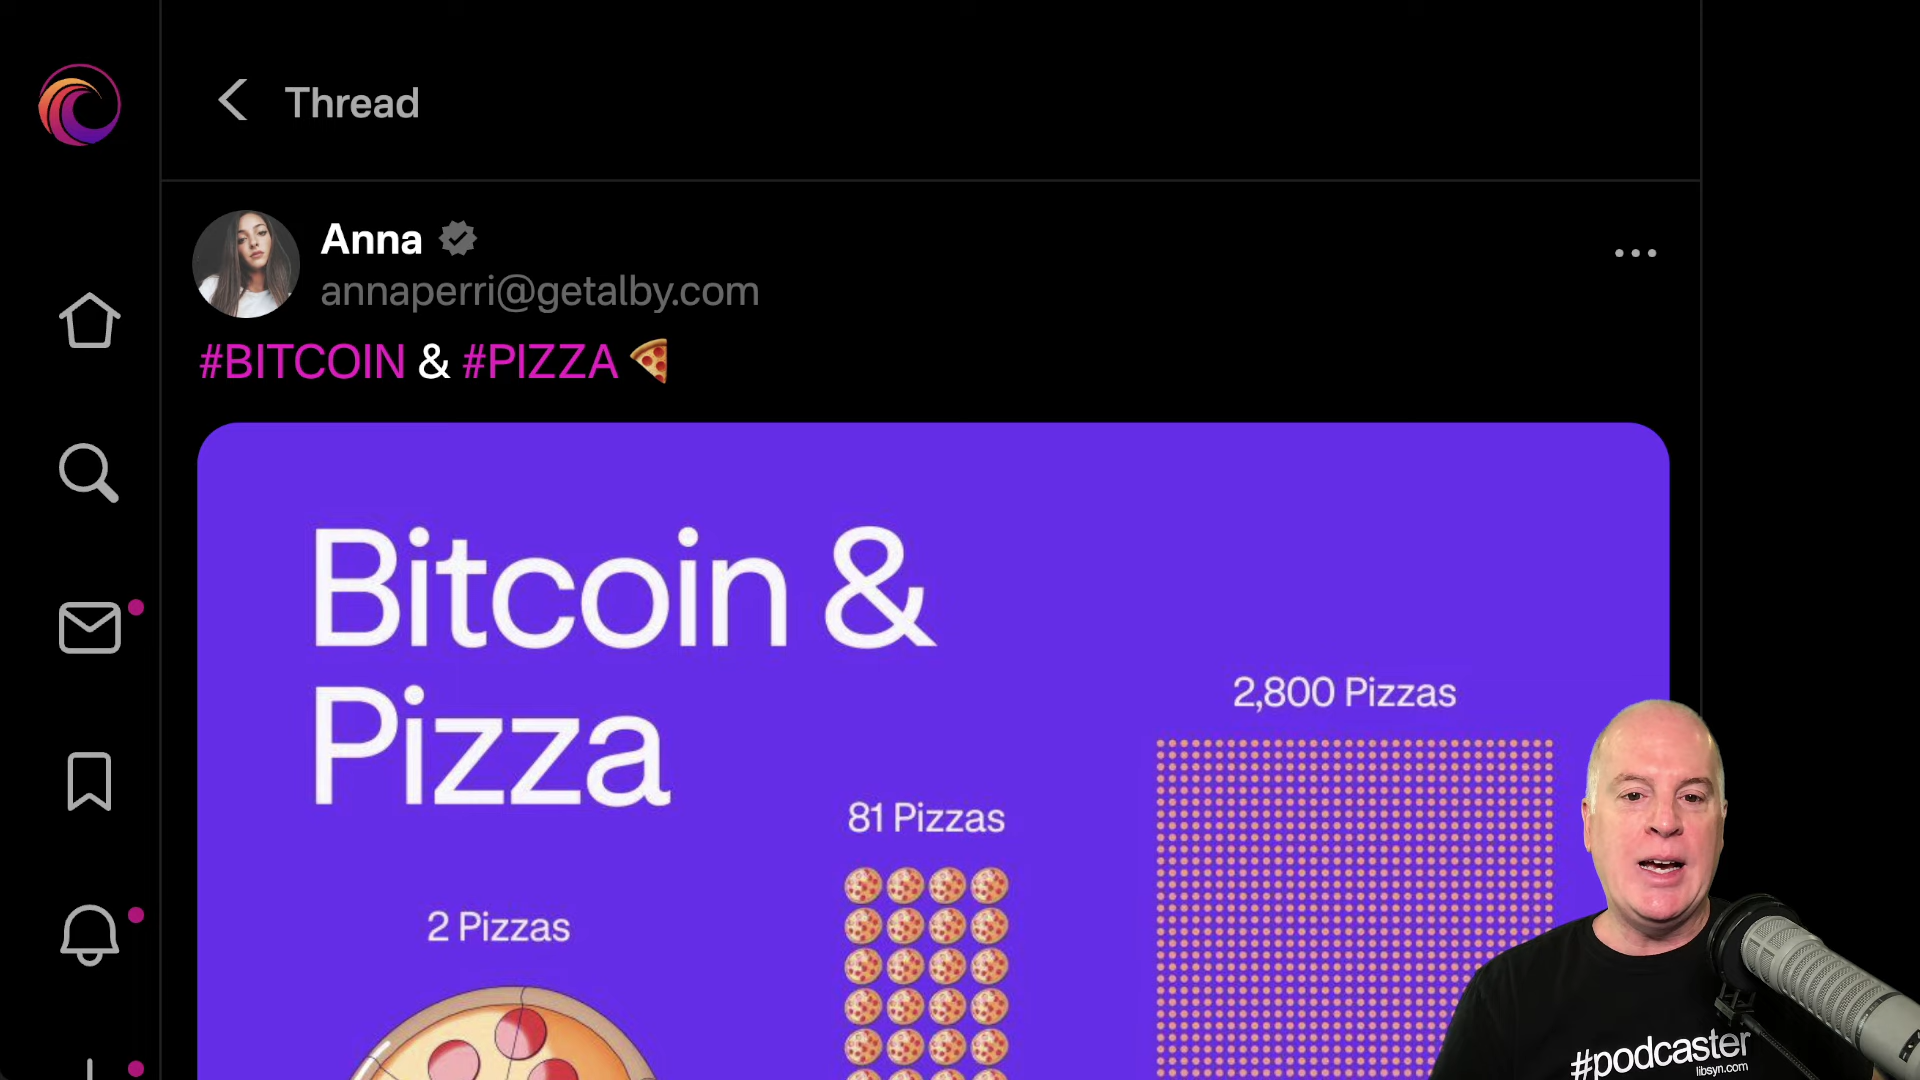 Thread
Anna
annaperri@getalby.com
#BITCOIN & #PIZZA
Bitcoin &
Pizza
2,800 Pizzas
81 Pizzas
2 Pizzas
#podcaster
libsyn.com